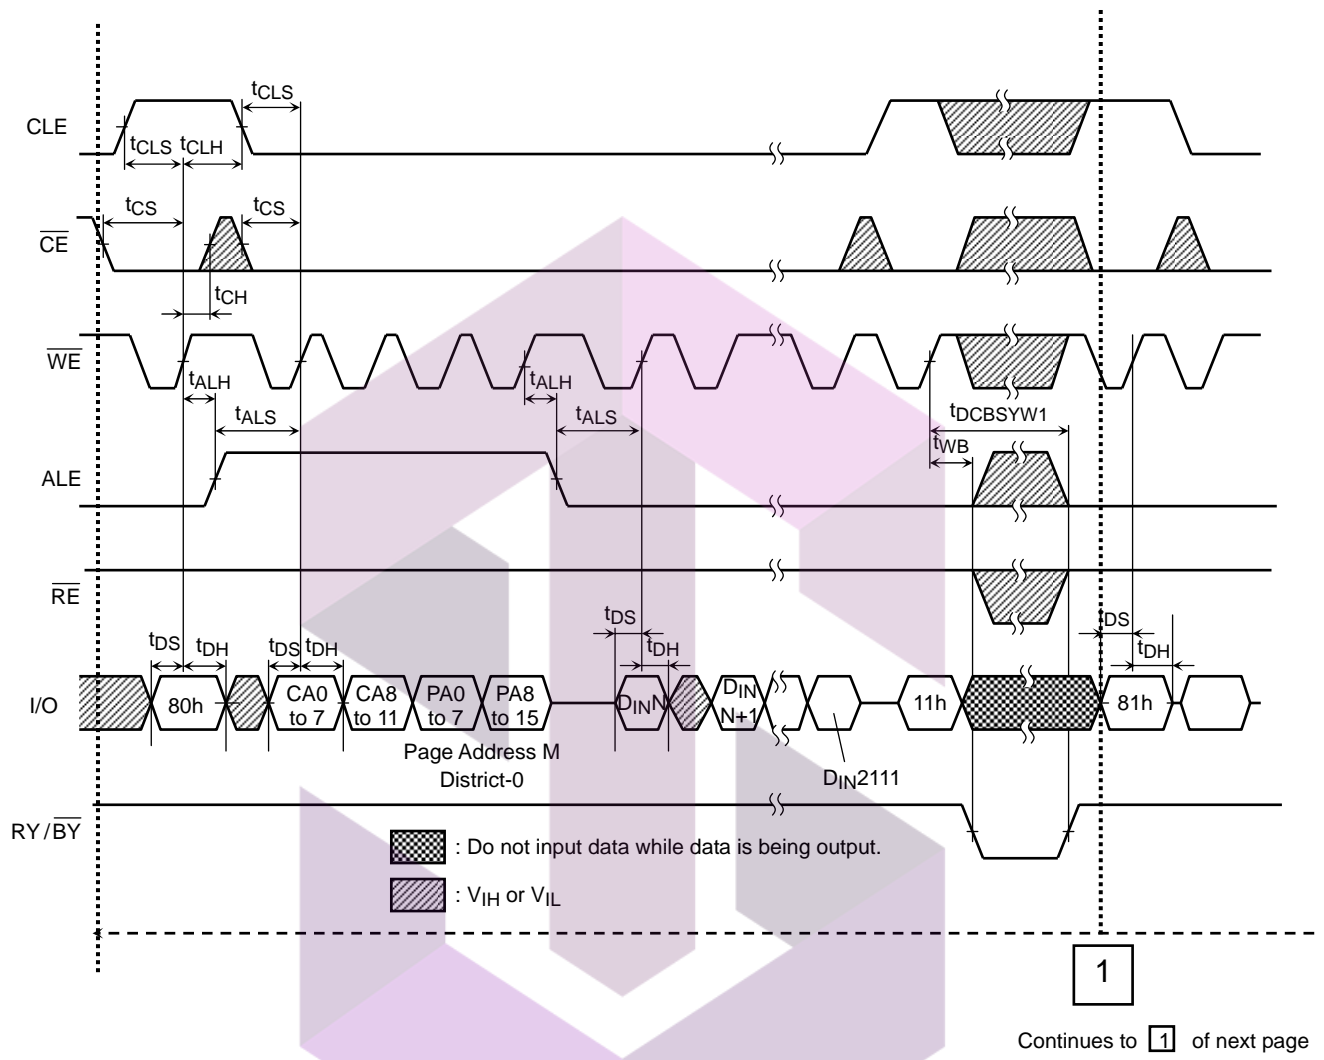 tCLS
CLE
tCLS tCLH
tCS tCS
CE
tCH
WE
tALH tALH
tALS tALS tDCBSYW1
tWB
ALE
RE
tDS DS
tDS tDH tDS tDH tDH tDH
I/O 80h CA0 to 7 CA8 to 11 PA0 to 7 PA8 to 15 DINN DIN N+1 11h 81h
Page Address M
District-0
DIN2111
RY/BY
: Do not input data while data is being output.
: VIH or VIL
1
Continues to 1 of next page